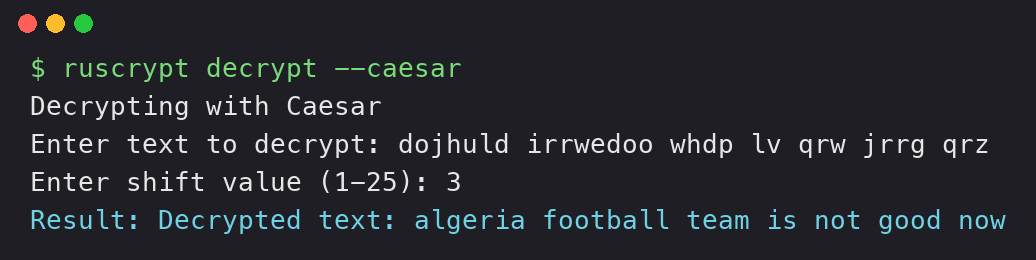 $ ruscrypt decrypt --caesar
Decrypting with Caesar
Enter text to decrypt: dojhuld irrwedoo whdp lv qrw jrrg qrz
Enter shift value (1-25): 3
Result: Decrypted text: algeria football team is not good now